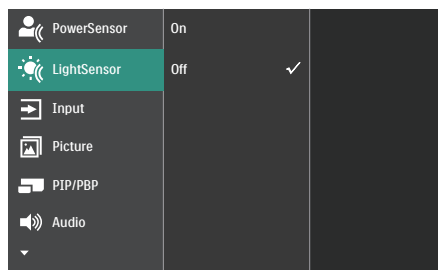 PowerSensor
On
LightSensor
Off
Input
Picture
PIP/PBP
Audio